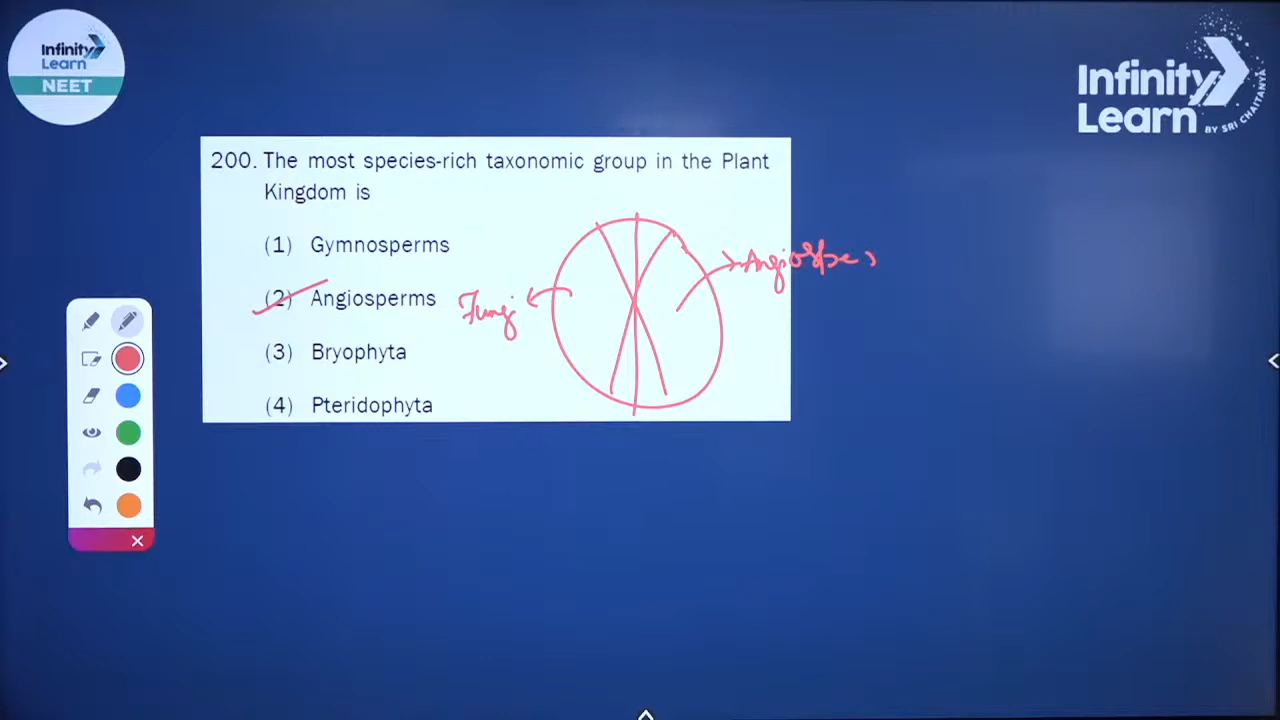 Infinity
Learn
NEET
Infinity
Learn
BY SRI CHAITANYA
200. The most species-rich taxonomic group in the Plant
Kingdom is
(1) Gymnosperms
(2) Angiosperms
(3) Bryophyta
(4) Pteridophyta
Fungi